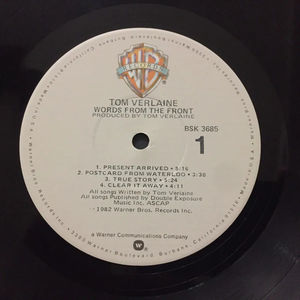 WB
RECORDS
TOM VERLAINE
WORDS FROM THE FRONT
PRODUCED BY TOM VERLAINE
BSK 3685
1
1. PRESENT ARRIVED • 5:16
2. POSTCARD FROM WATERLOO • 3:38
3. TRUE STORY • 5:24
4. CLEAR IT AWAY • 4:11
All songs Written by Tom Verlaine
All songs Published by Double Exposure
Music Inc. ASCAP
℗ 1982 Warner Bros. Records Inc.
a Warner Communications Company